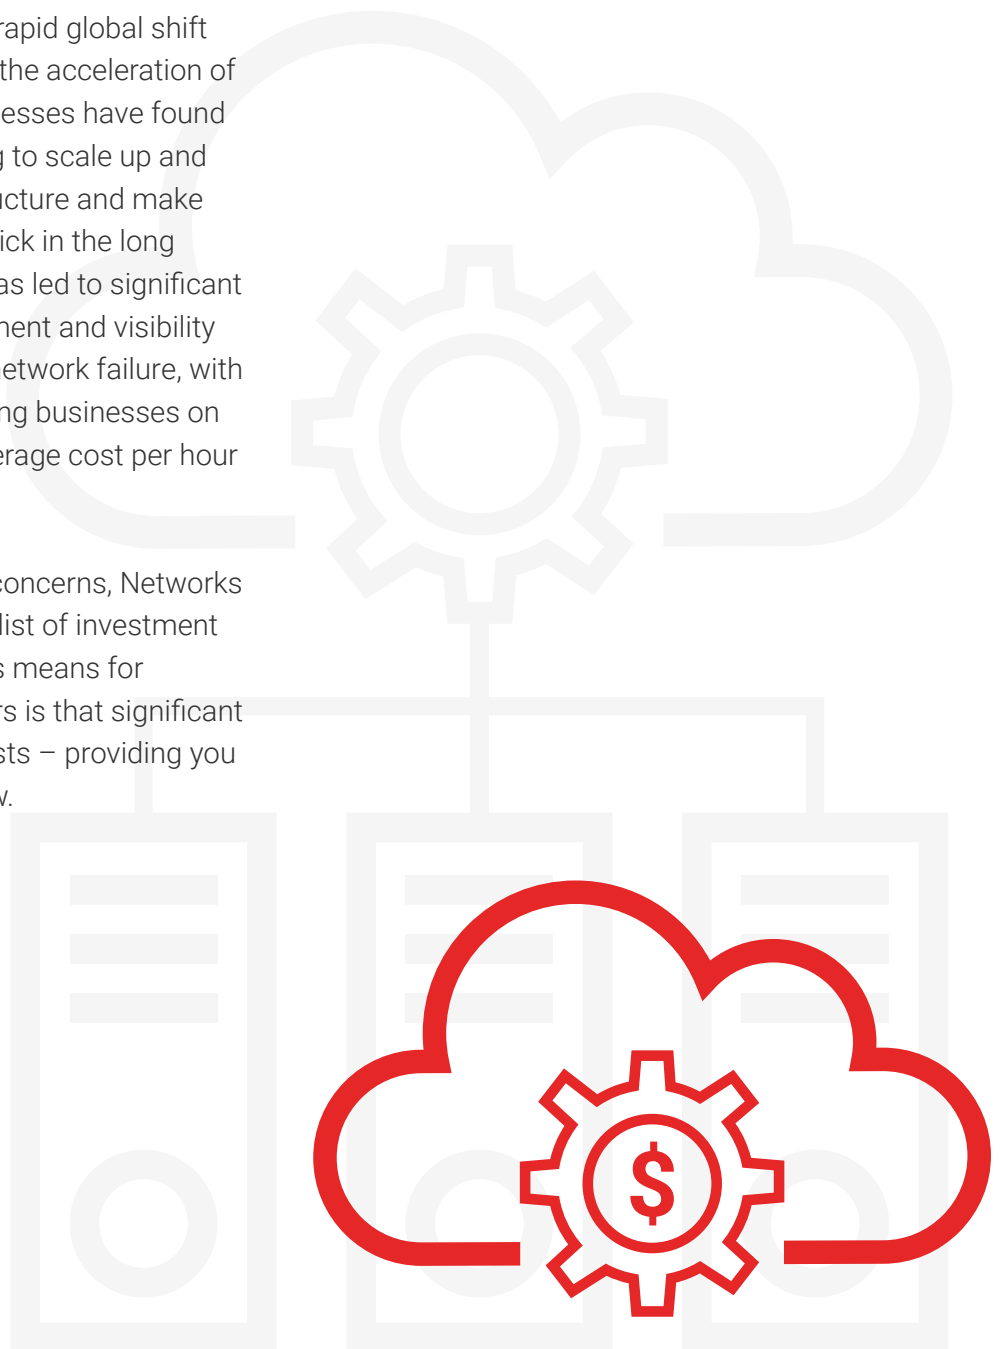 rapid global shift
the acceleration of
esses have found
g to scale up and
ucture and make
ick in the long
as led to significant
nent and visibility
network failure, with
ng businesses on
erage cost per hour
concerns, Networks
list of investment
s means for
rs is that significant
sts – providing you
w.
$